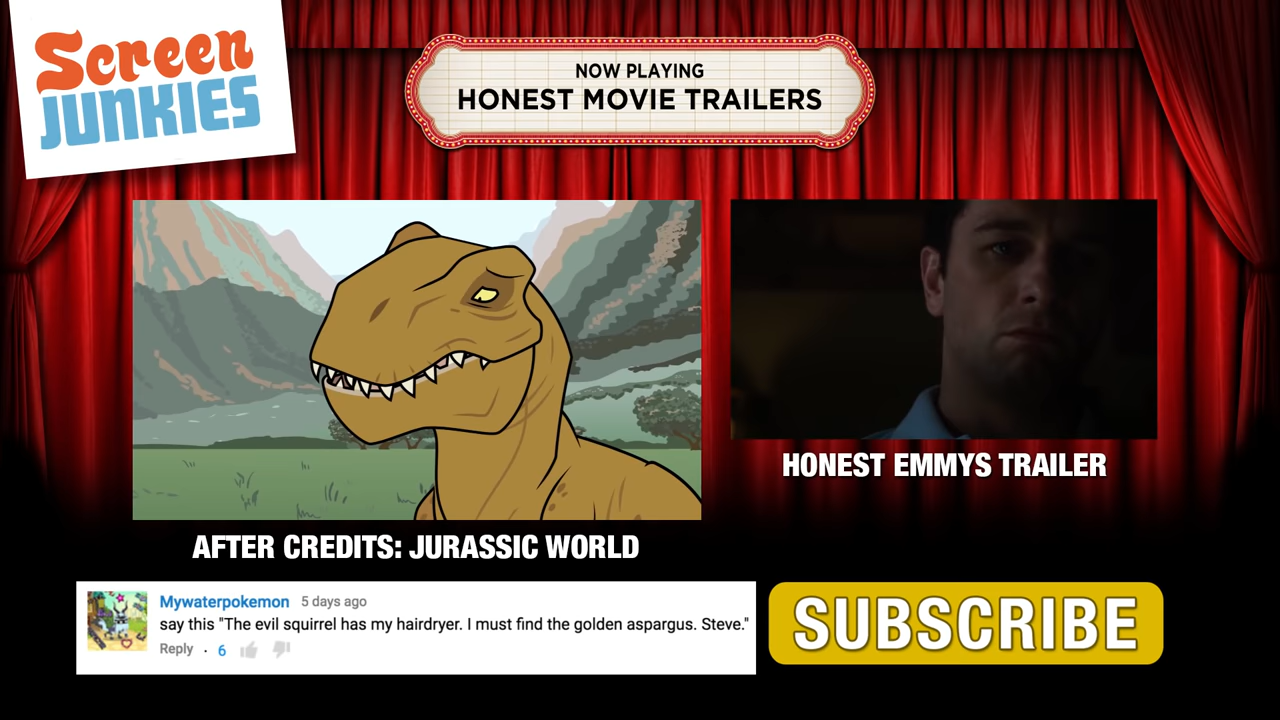 Screen
JUNKIES
NOW PLAYING
HONEST MOVIE TRAILERS
HONEST EMMYS TRAILER
AFTER CREDITS: JURASSIC WORLD
Mywaterpokemon 5 days ago
say this "The evil squirrel has my hairdryer. I must find the golden aspargus. Steve."
Reply · 6
SUBSCRIBE